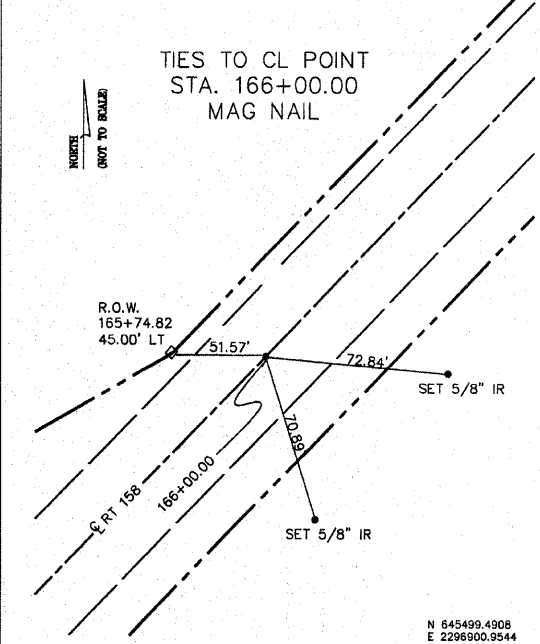 TIES TO CL POINT
STA. 166+00.00
MAG NAIL
NORTH
(NOT TO SCALE)
R.O.W.
165+74.82
45.00' LT
51.57'
72.84'
SET 5/8" IR
70.89'
166+00.00
℄ RT 158
SET 5/8" IR
N 645499.4908
E 2296900.9544